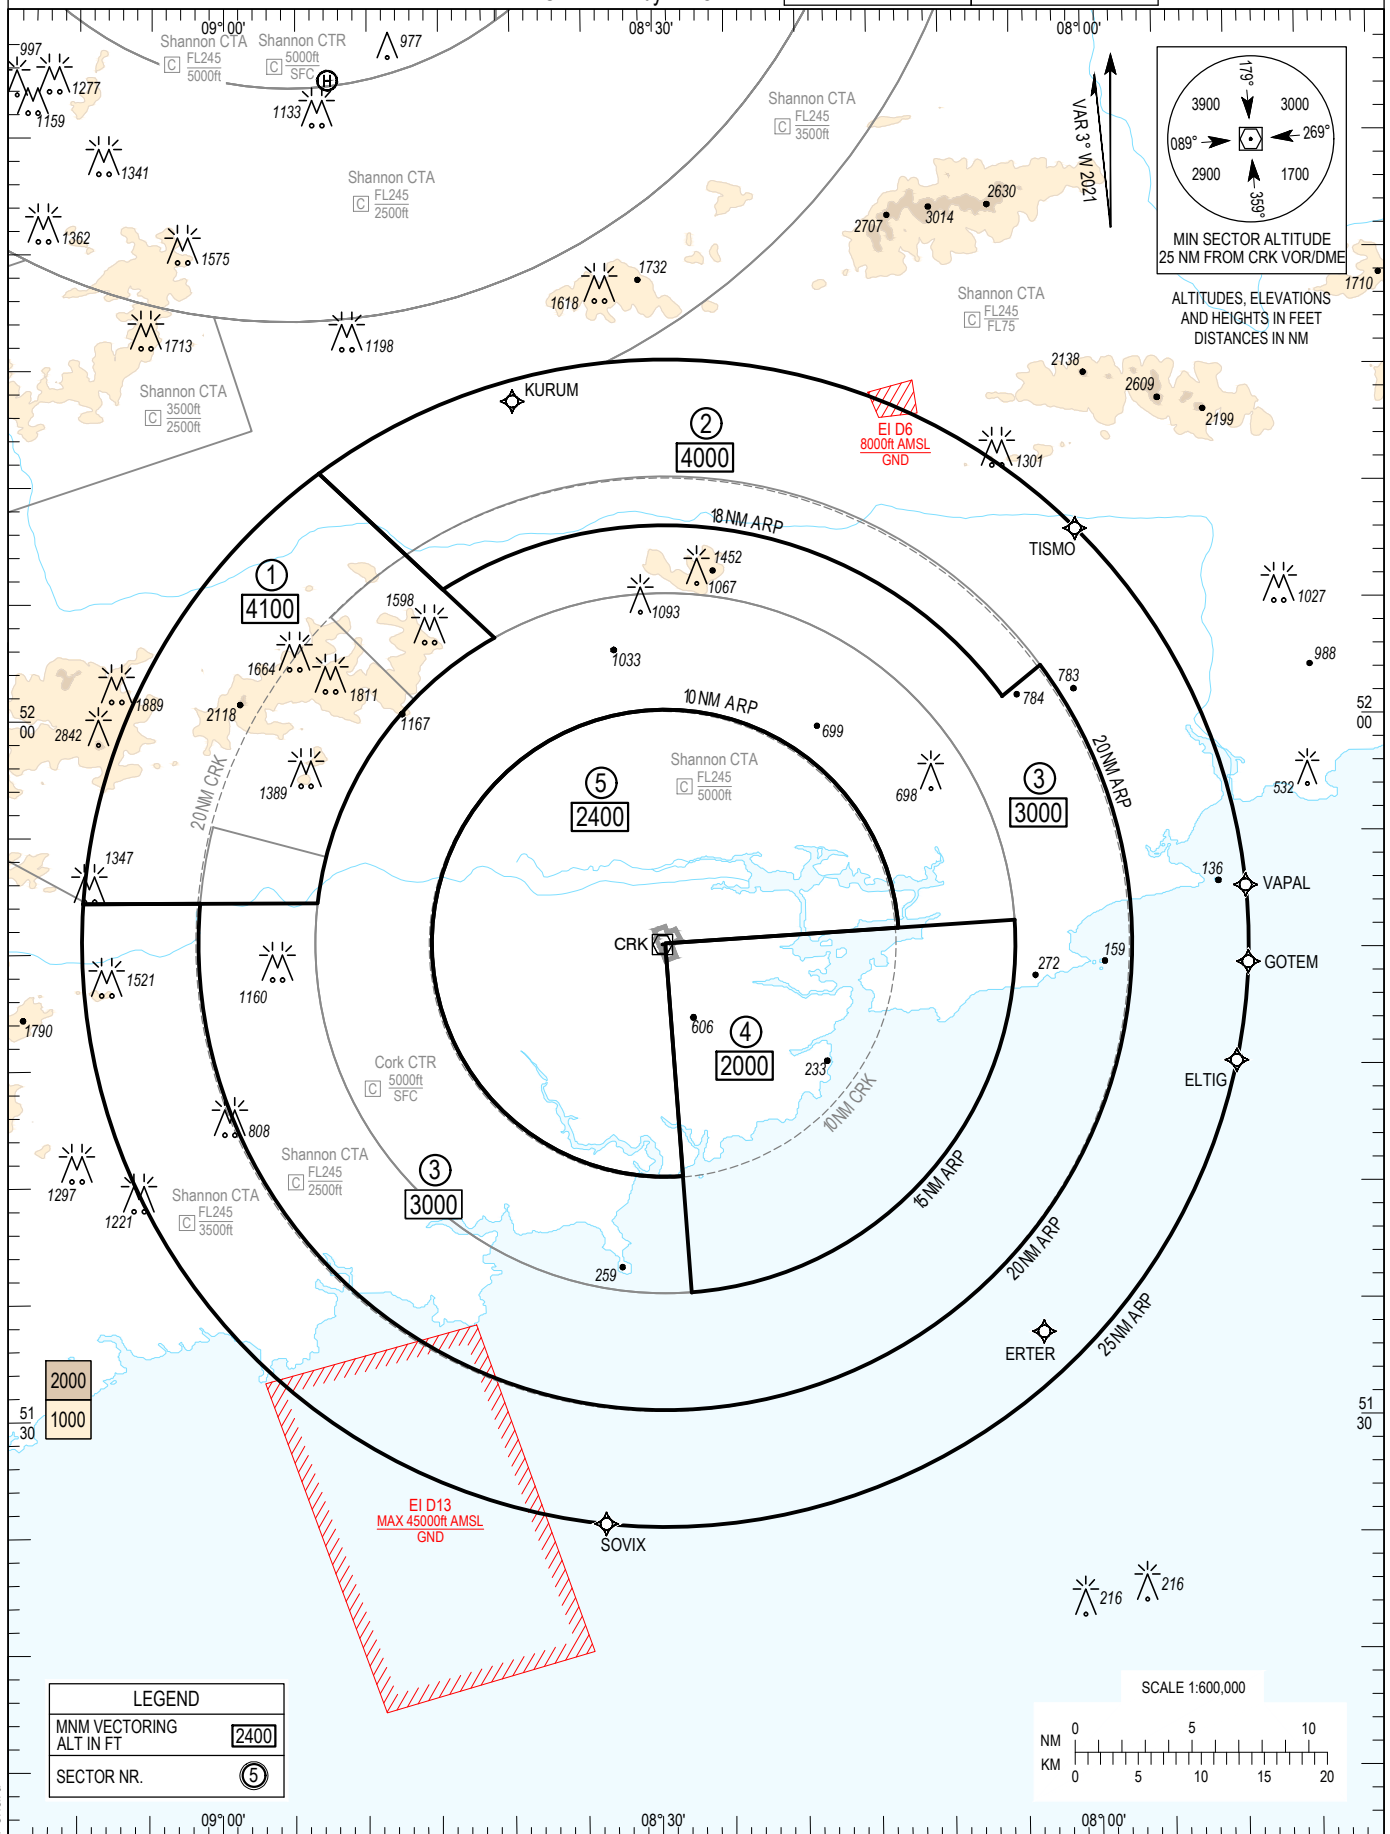 09°00'
08°30'
08°00'
Shannon CTA
C FL245
5000ft
Shannon CTR
C 5000ft
SFC
H
977
997
1277
1159
1133
1341
1362
1575
Shannon CTA
C FL245
2500ft
Shannon CTA
C FL245
3500ft
2707
3014
2630
VAR 3° W 2021
179°
3900
3000
089°
269°
2900
1700
359°
MIN SECTOR ALTITUDE
25 NM FROM CRK VOR/DME
ALTITUDES, ELEVATIONS
AND HEIGHTS IN FEET
DISTANCES IN NM
1710
1732
1618
1713
1198
Shannon CTA
C FL245
FL75
Shannon CTA
C 3500ft
2500ft
2138
2609
2199
KURUM
EI D6
8000ft AMSL
GND
2
4000
1301
18NM ARP
TISMO
1
4100
1452
1067
1093
1598
1027
1033
988
1664
1811
1889
2118
2842
1167
783
784
52
00
52
00
10NM ARP
699
20NM ARP
20NM CRK
1389
Shannon CTA
C FL245
5000ft
698
532
5
2400
3
3000
1347
136
VAPAL
CRK
GOTEM
1521
1160
272
159
1790
606
4
2000
233
ELTIG
Cork CTR
C 5000ft
SFC
10NM CRK
808
Shannon CTA
C FL245
2500ft
3
3000
15NM ARP
1297
1221
Shannon CTA
C FL245
3500ft
259
20NM ARP
25NM ARP
ERTER
2000
1000
51
30
51
30
EI D13
MAX 45000ft AMSL
GND
SOVIX
216
216
LEGEND
MNM VECTORING
ALT IN FT
2400
SECTOR NR.
5
SCALE 1:600,000
NM 0 5 10
KM 0 5 10 15 20
09°00'
08°30'
08°00'